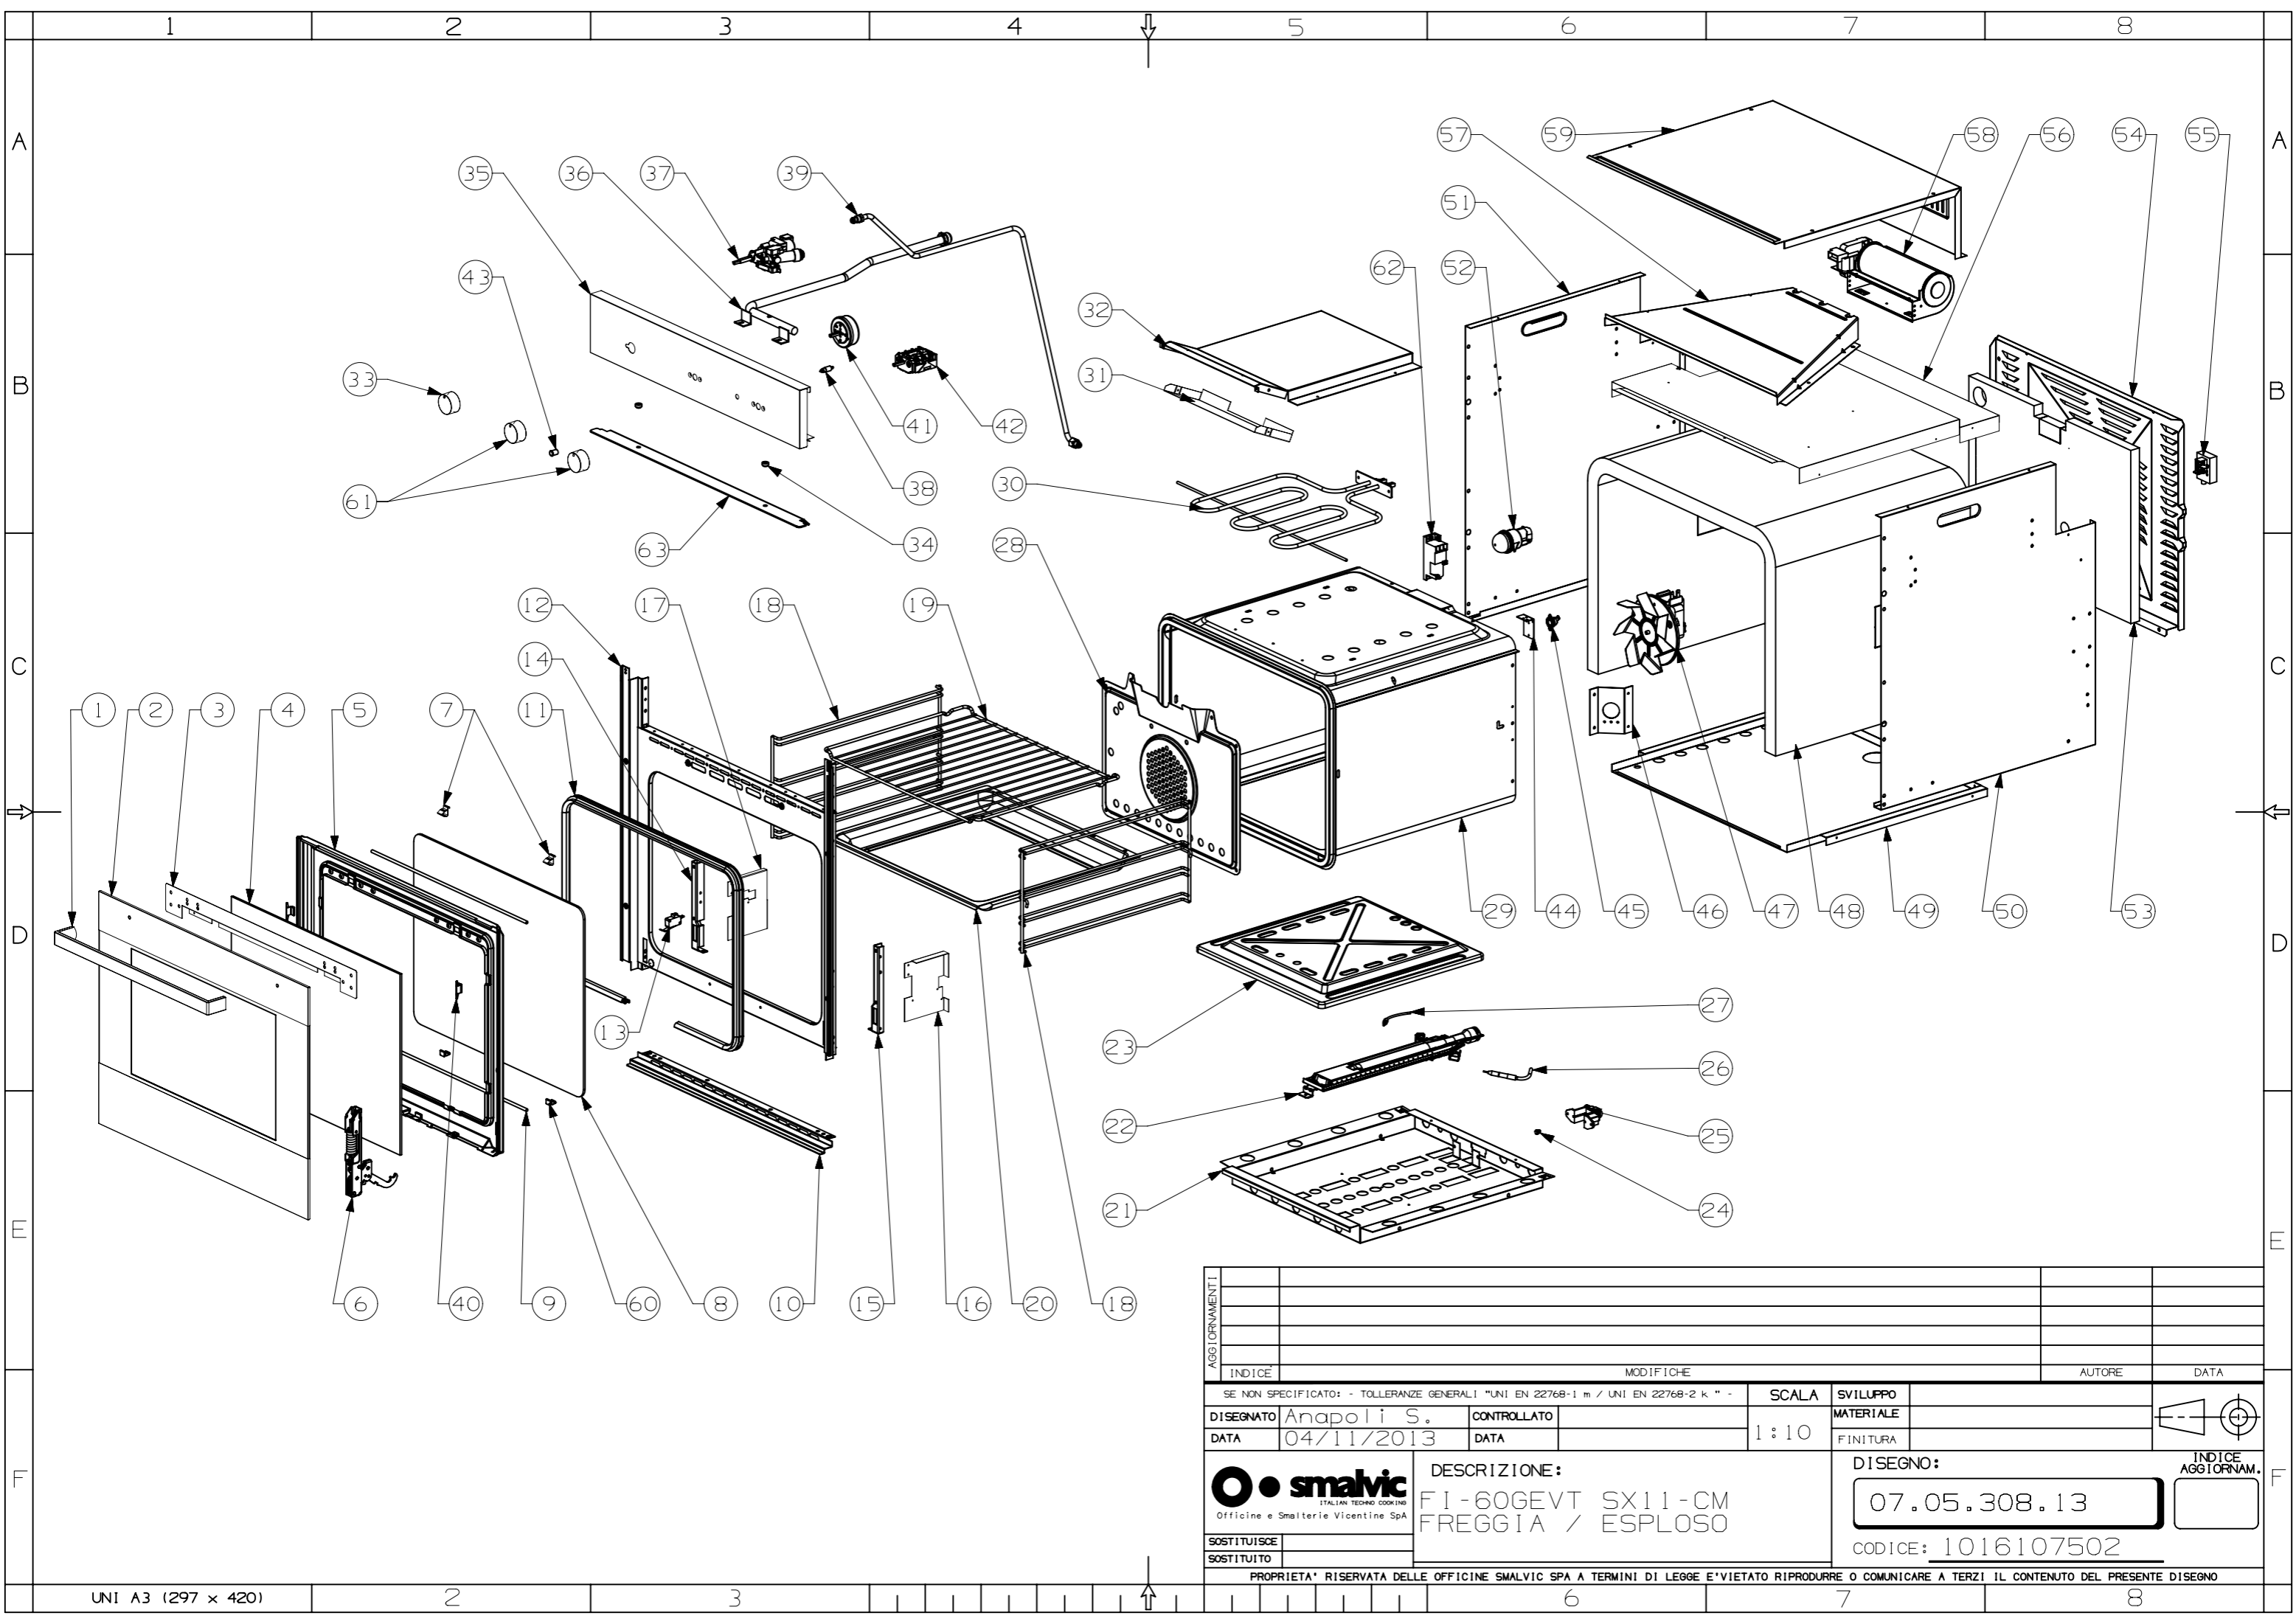 1 2 3 4 5 6 7 8
A A
57 59 58 54 55
56
35 36 37 39
51
43 62 52
32
33 31
B B
41 42
61 38 30
63 34 28
12 17 18 19
14
C C
1 2 3 4 5 7 11
29 44 45 46 47 48 49 50 53
D D
13 23 27
26
22 25
21 24
E E
6 40 9 60 8 10 15 16 20 18
AGGIORNAMENTI
INDICE MODIFICHE AUTORE DATA
SE NON SPECIFICATO: - TOLLERANZE GENERALI "UNI EN 22768-1 m / UNI EN 22768-2 k " - SCALA SVILUPPO
DISEGNATO Anapoli S. CONTROLLATO MATERIALE
DATA 04/11/2013 DATA 1:10 FINITURA
smalvic
ITALIAN TECHNO COOKING
Officine e Smalterie Vicentine SpA
DESCRIZIONE:
FI-60GEVT SX11-CM
FREGGIA / ESPLOSO
DISEGNO: INDICE
AGGIORNAM.
07.05.308.13
CODICE: 1016107502
SOSTITUISCE
SOSTITUITO
F F
PROPRIETA' RISERVATA DELLE OFFICINE SMALVIC SPA A TERMINI DI LEGGE E'VIETATO RIPRODURRE O COMUNICARE A TERZI IL CONTENUTO DEL PRESENTE DISEGNO
UNI A3 (297 x 420) 2 3 6 7 8